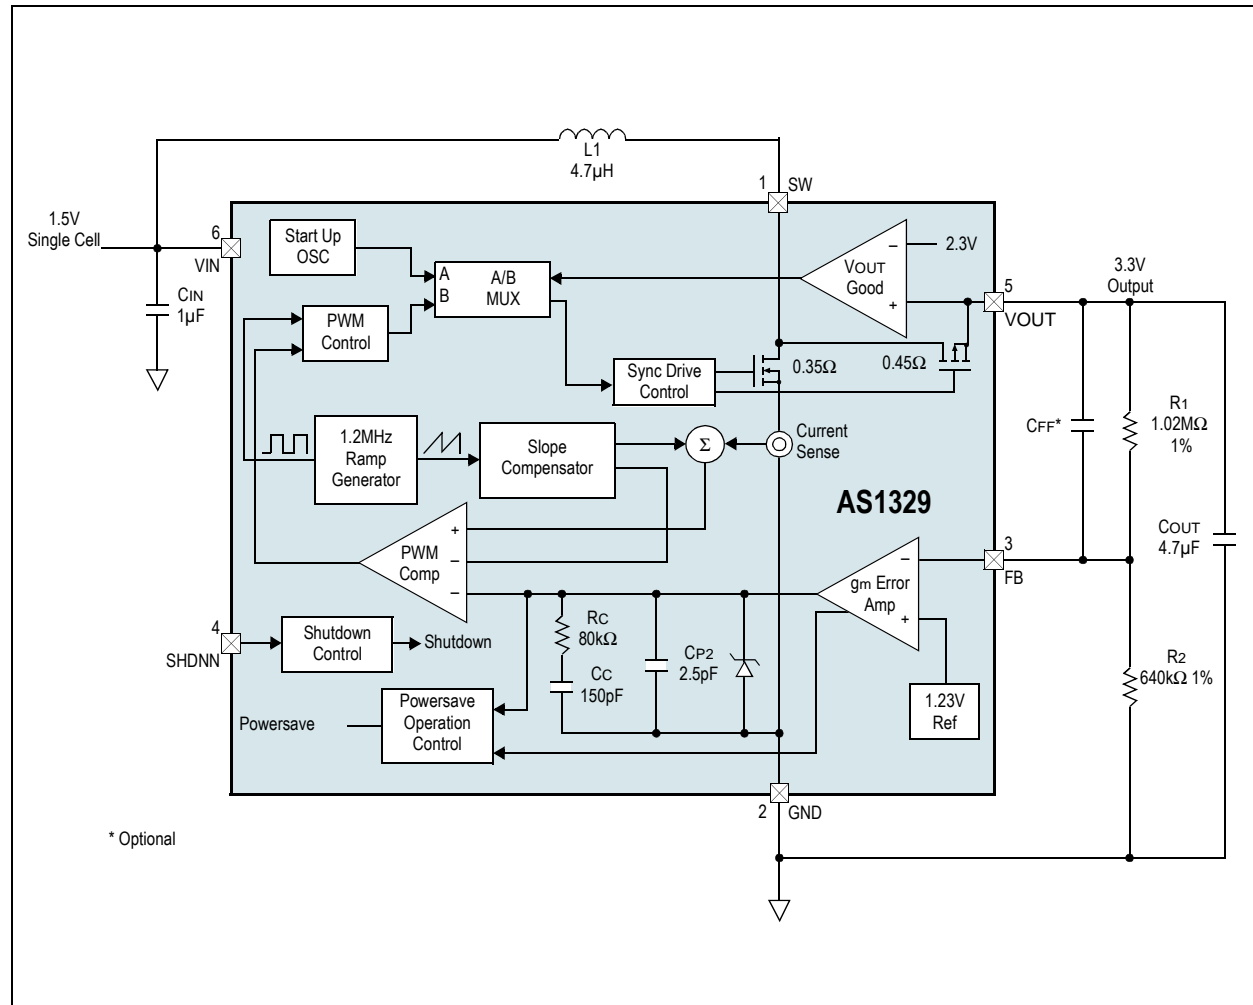 L1
4.7µH
1
SW
1.5V
Single Cell
6
VIN
CIN
1µF
Start Up
OSC
A
B
A/B
MUX
VOUT
Good
−
+
2.3V
5
VOUT
3.3V
Output
PWM
Control
Sync Drive
Control
0.35Ω
0.45Ω
1.2MHz
Ramp
Generator
Slope
Compensator
Σ
Current
Sense
CFF*
R1
1.02MΩ
1%
AS1329
COUT
4.7µF
PWM
Comp
+
−
−
gm Error
Amp
−
+
3
FB
4
SHDNN
Shutdown
Control
Shutdown
RC
80kΩ
CC
150pF
CP2
2.5pF
R2
640kΩ 1%
1.23V
Ref
Powersave
Powersave
Operation
Control
2
GND
* Optional